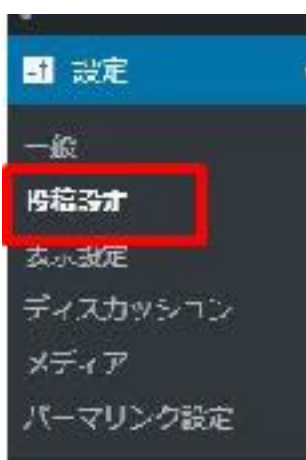 設定
一般
投稿設定
表示設定
ディスカッション
メディア
パーマリンク設定